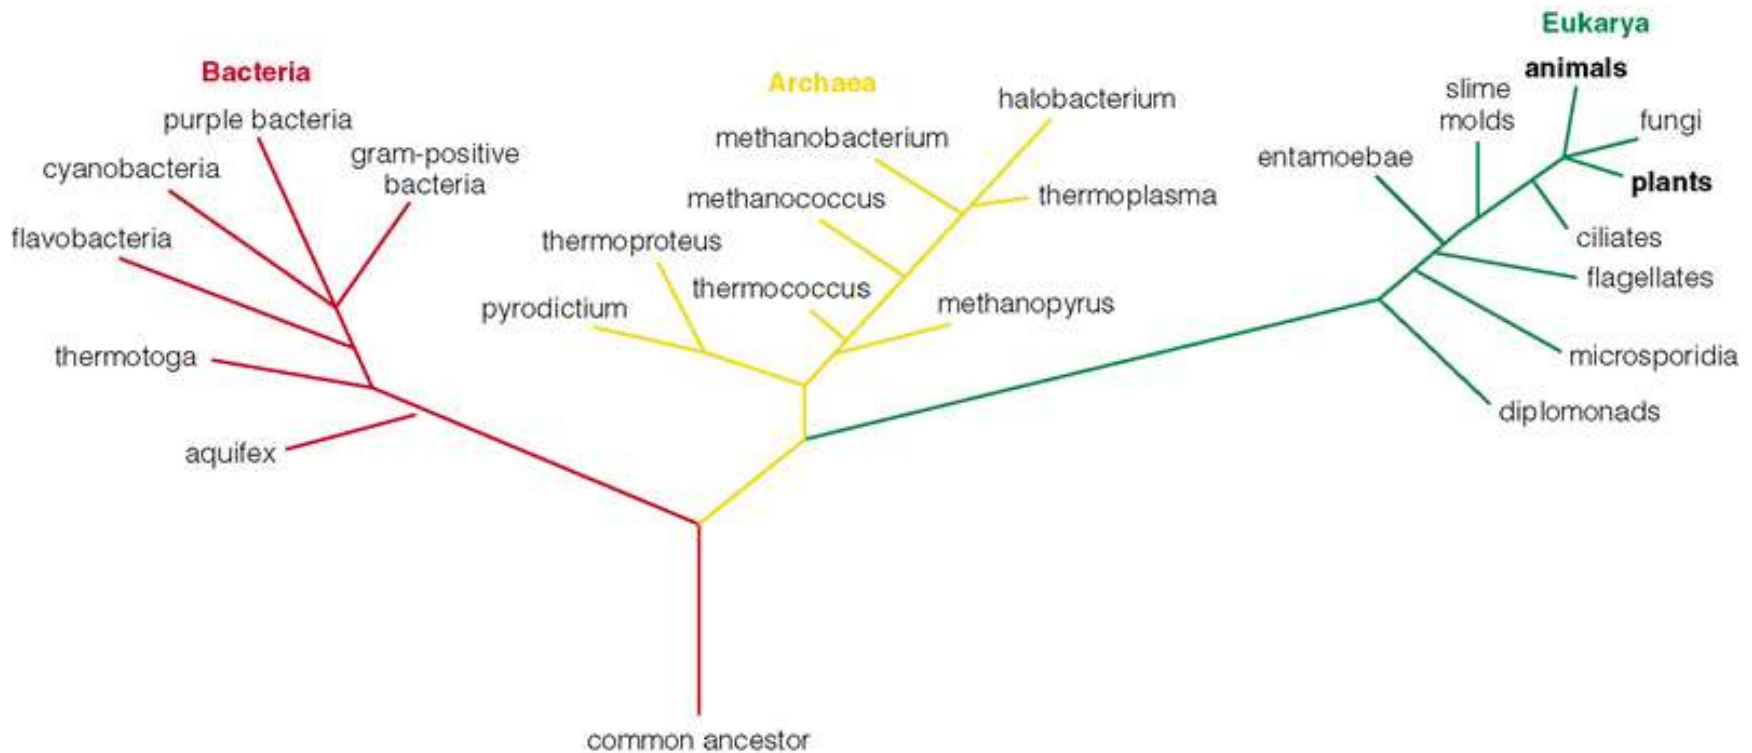 Eukarya
Bacteria
Archaea
animals
slime
molds
halobacterium
purple bacteria
fungi
methanobacterium
gram-positive
bacteria
entamoebae
cyanobacteria
plants
methanococcus
thermoplasma
flavobacteria
thermoproteus
ciliates
flagellates
thermococcus
pyrodictium
methanopyrus
thermotoga
microsporidia
diplomonads
aquifex
common ancestor